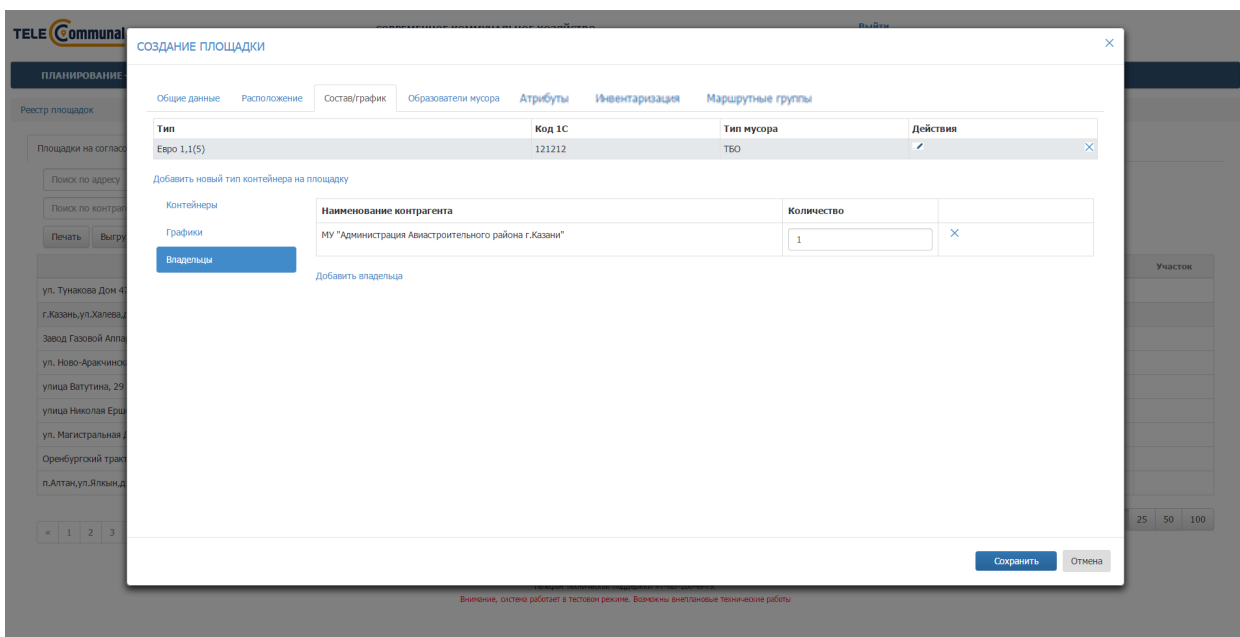 TELE Communal
Выйти
СОЗДАНИЕ ПЛОЩАДКИ
ПЛАНИРОВАНИЕ
Общие данные Расположение Состав/график Образователи мусора Атрибуты Инвентаризация Маршрутные группы
Реестр площадок
Тип Код 1С Тип мусора Действия
Евро 1,1(5) 121212 ТБО
Площадки на согласо
Добавить новый тип контейнера на площадку
Поиск по адресу
Контейнеры
Наименование контрагента Количество
Поиск по контраг
Графики
МУ "Администрация Авиастроительного района г.Казани" 1
Печать Выгру
Владельцы
Добавить владельца
Участок
ул. Тунакова Дом 47
г.Казань,ул.Халева,д
Завод Газовой Аппа
ул. Ново-Аракчинск
улица Ватутина, 29
улица Николая Ерш
ул. Магистральная Д
Оренбургский тракт
п.Алтан,ул.Ялкын,д
« 1 2 3
25 50 100
Сохранить Отмена
Внимание, система работает в тестовом режиме. Возможны внеплановые технические работы